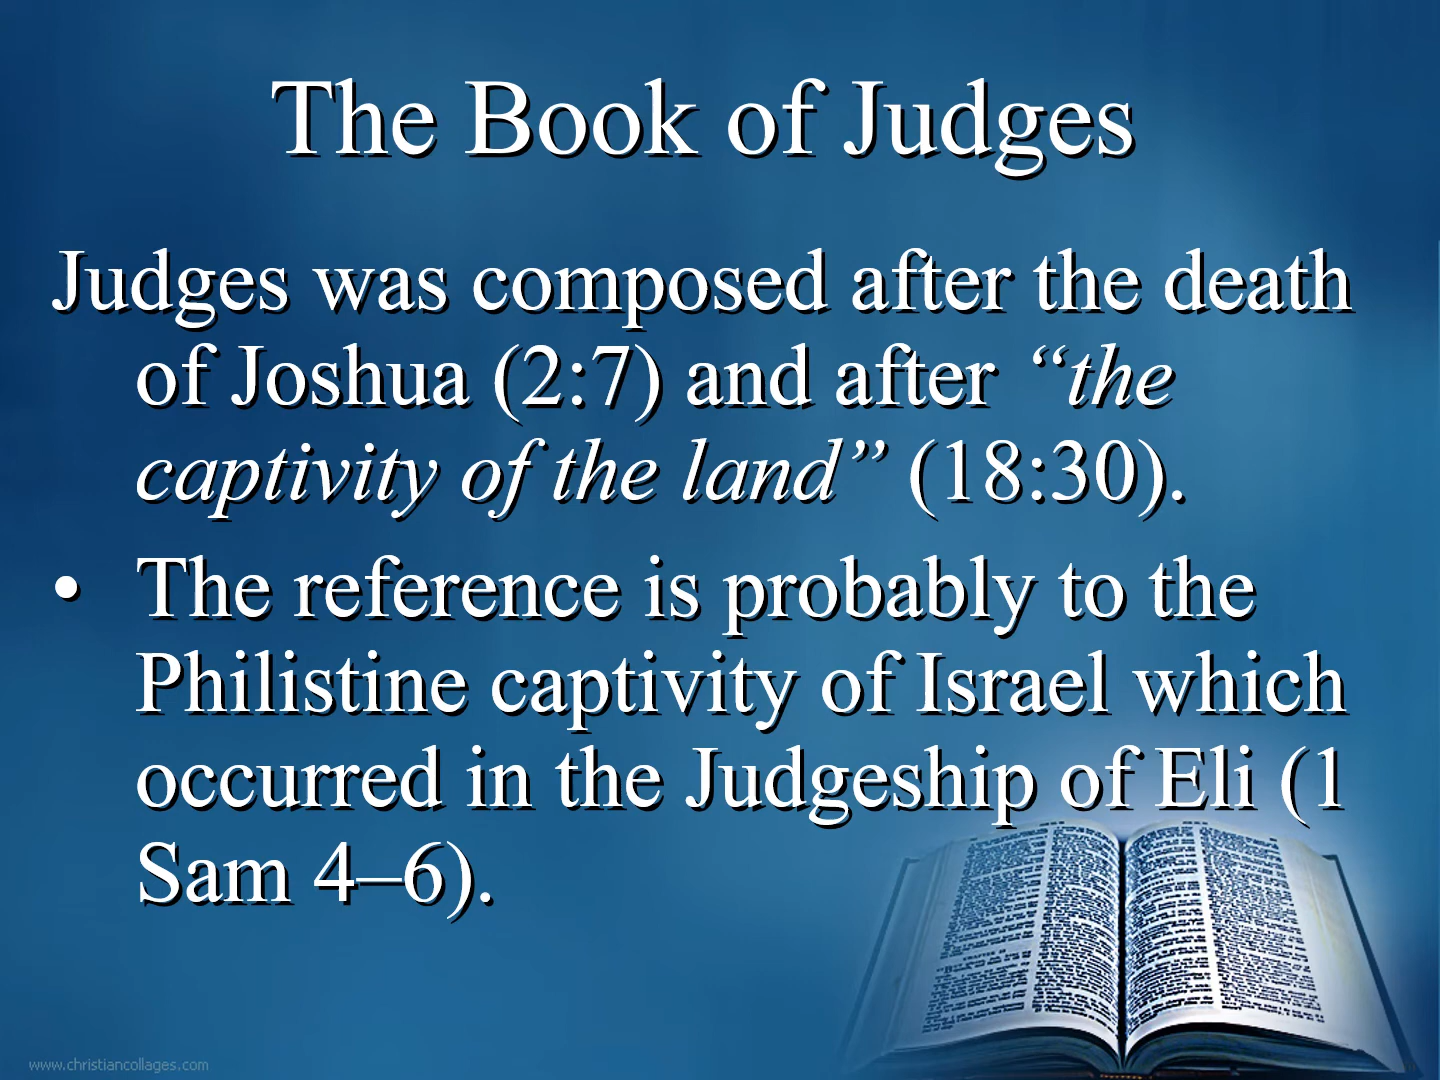 The Book of Judges
Judges was composed after the death
of Joshua (2:7) and after “the
captivity of the land” (18:30).
• The reference is probably to the
Philistine captivity of Israel which
occurred in the Judgeship of Eli (1
Sam 4–6).
www.christiancollages.com